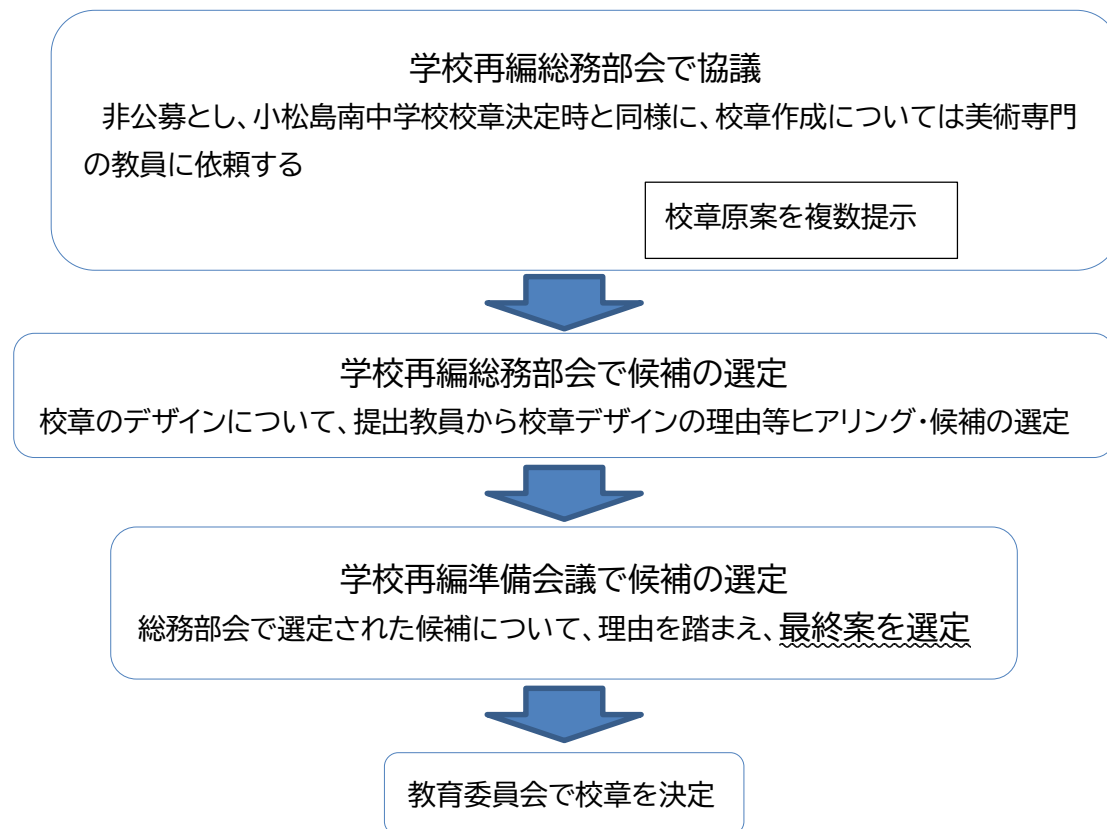 学校再編総務部会で協議
非公募とし、小松島南中学校校章決定時と同様に、校章作成については美術専門
の教員に依頼する
校章原案を複数提示
学校再編総務部会で候補の選定
校章のデザインについて、提出教員から校章デザインの理由等ヒアリング・候補の選定
学校再編準備会議で候補の選定
総務部会で選定された候補について、理由を踏まえ、最終案を選定
教育委員会で校章を決定